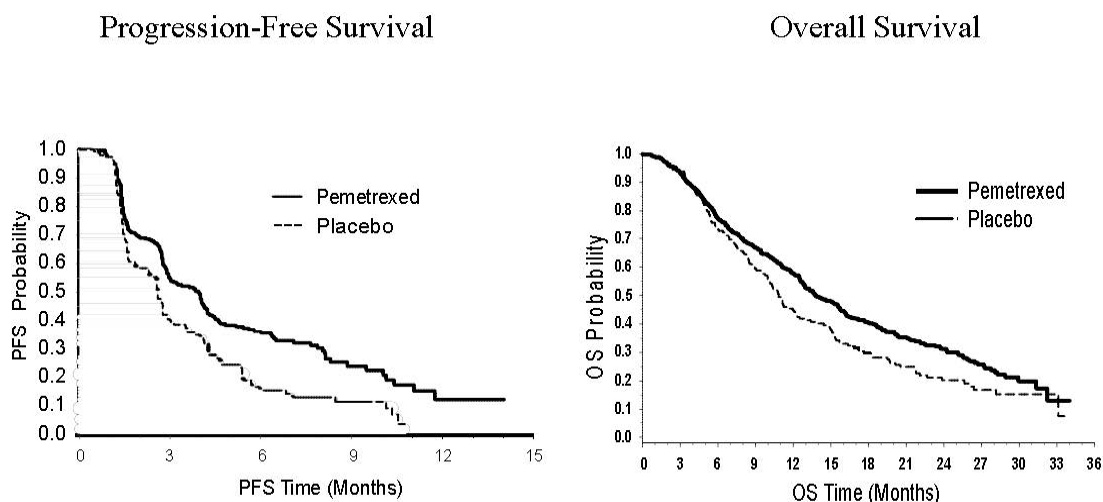 Progression-Free Survival
1.0
0.9
0.8
0.7
0.6
0.5
0.4
0.3
0.2
0.1
0.0
PFS Probability
Pemetrexed
Placebo
0 3 6 9 12 15
PFS Time (Months)
Overall Survival
1.0
0.9
0.8
0.7
0.6
0.5
0.4
0.3
0.2
0.1
0.0
OS Probability
Pemetrexed
Placebo
0 3 6 9 12 15 18 21 24 27 30 33 36
OS Time (Months)